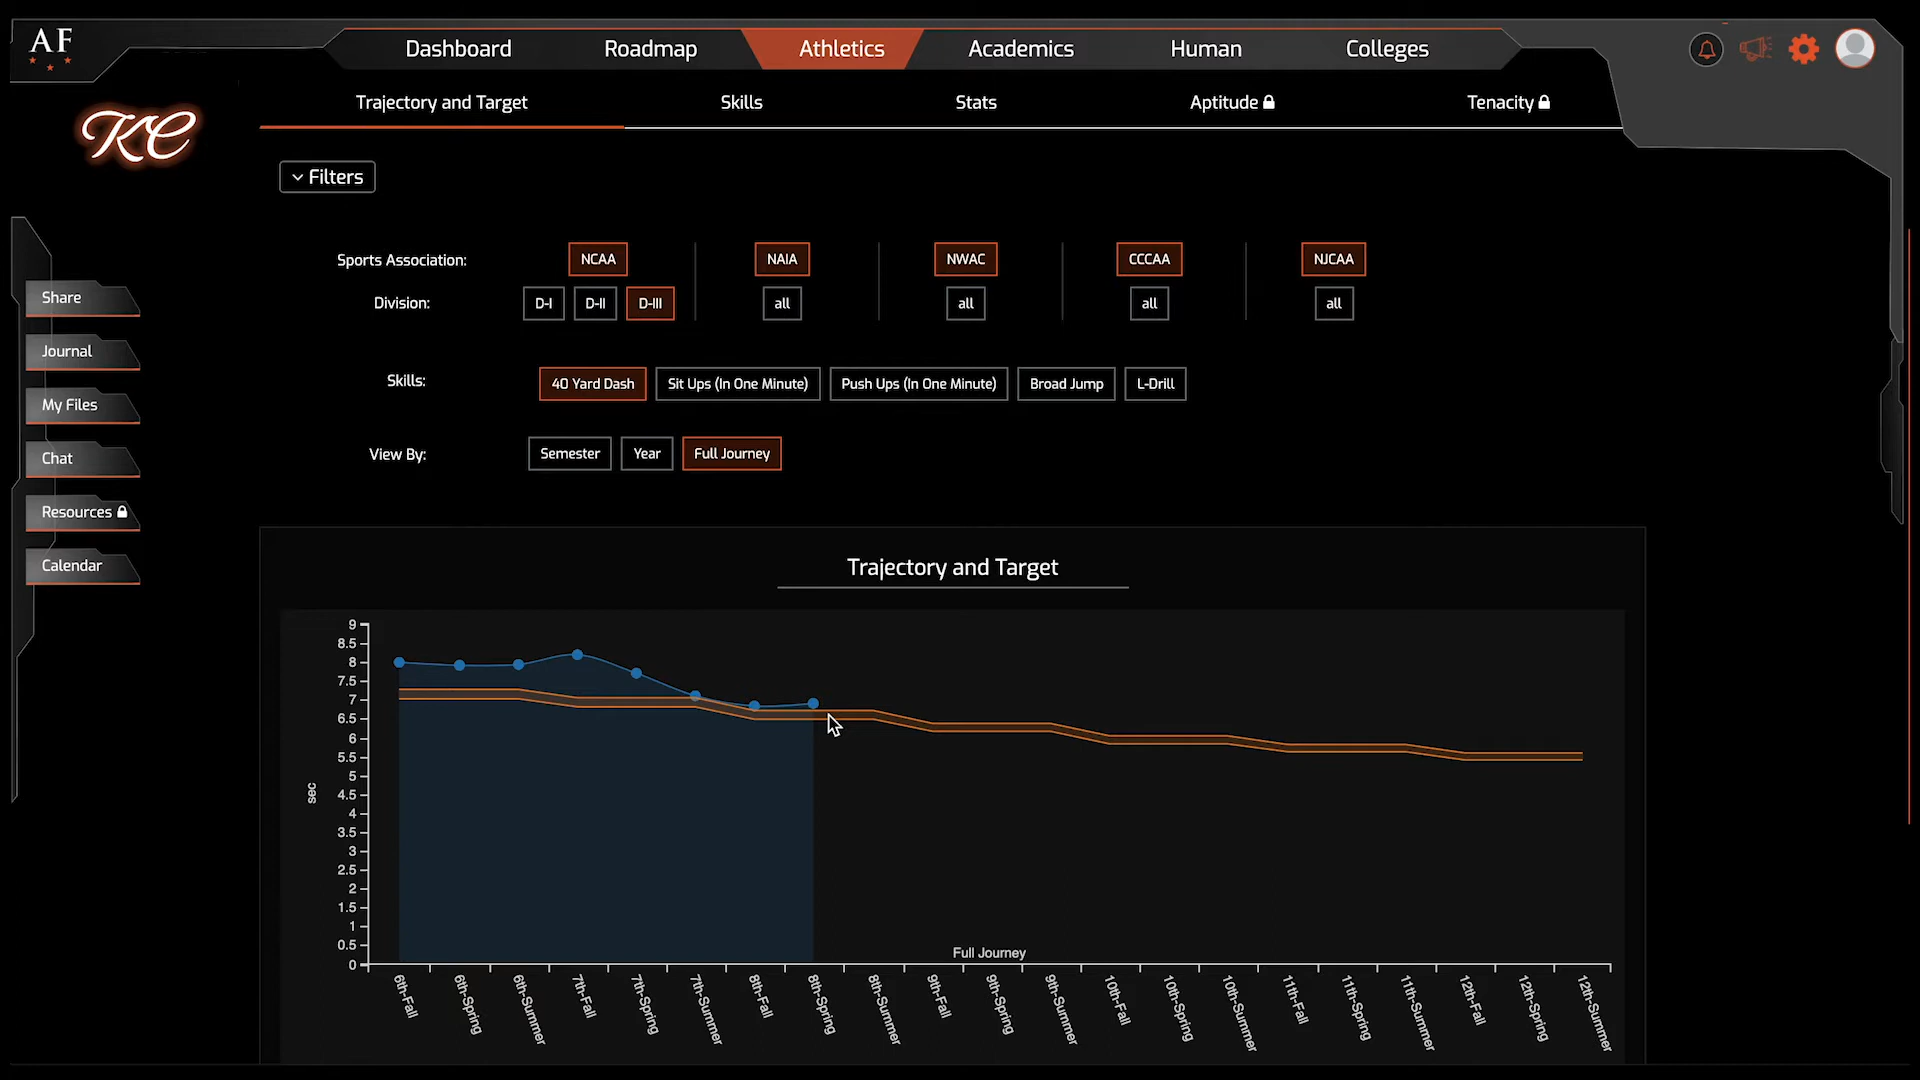 AF
Dashboard Roadmap Athletics Academics Human Colleges
Trajectory and Target Skills Stats Aptitude Tenacity
KC
Filters
Sports Association: NCAA NAIA NWAC CCCAA NJCAA
Division: D-I D-II D-III all all all all
Skills: 40 Yard Dash Sit Ups (In One Minute) Push Ups (In One Minute) Broad Jump L-Drill
View By: Semester Year Full Journey
Share
Journal
My Files
Chat
Resources
Calendar
Trajectory and Target
9
8.5
8
7.5
7
6.5
6
5.5
5
4.5
4
3.5
3
2.5
2
1.5
1
0.5
0
sec
Full Journey
6th-Fall 6th-Spring 6th-Summer 7th-Fall 7th-Spring 7th-Summer 8th-Fall 8th-Spring 8th-Summer 9th-Fall 9th-Spring 9th-Summer 10th-Fall 10th-Spring 10th-Summer 11th-Fall 11th-Spring 11th-Summer 12th-Fall 12th-Spring 12th-Summer